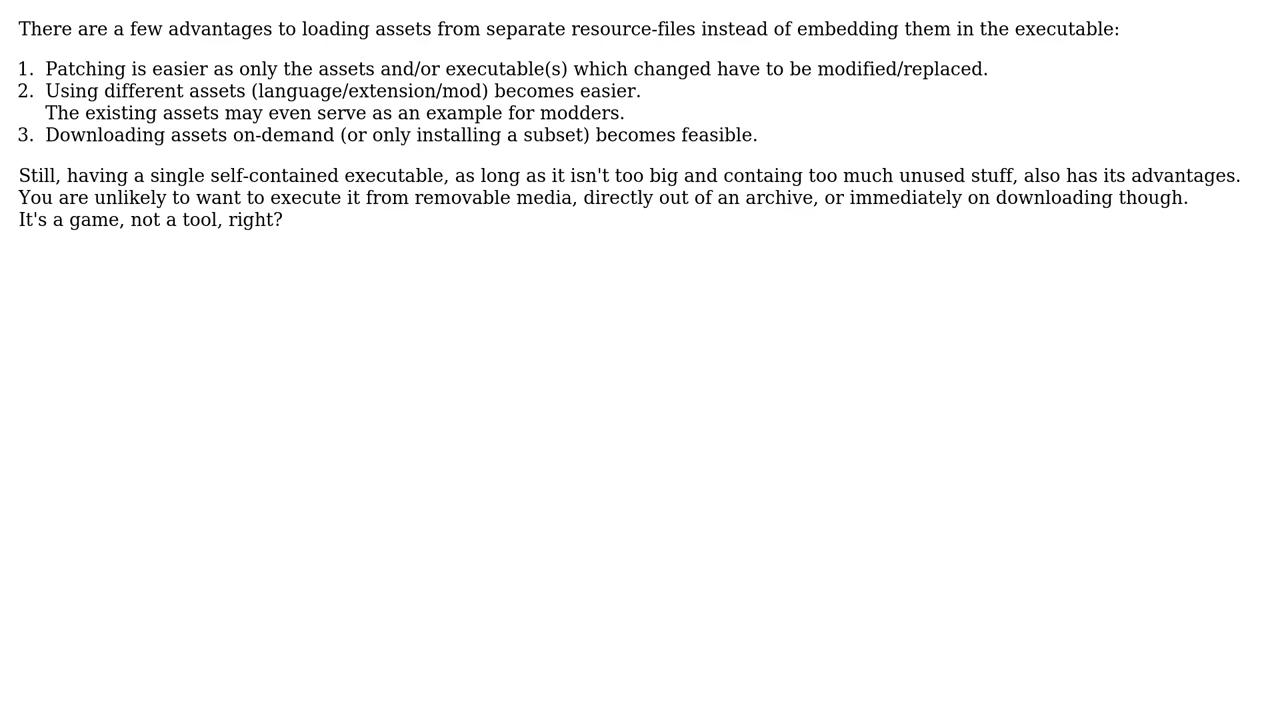 There are a few advantages to loading assets from separate resource-files instead of embedding them in the executable:
1. Patching is easier as only the assets and/or executable(s) which changed have to be modified/replaced.
2. Using different assets (language/extension/mod) becomes easier.
The existing assets may even serve as an example for modders.
3. Downloading assets on-demand (or only installing a subset) becomes feasible.
Still, having a single self-contained executable, as long as it isn't too big and containg too much unused stuff, also has its advantages.
You are unlikely to want to execute it from removable media, directly out of an archive, or immediately on downloading though.
It's a game, not a tool, right?